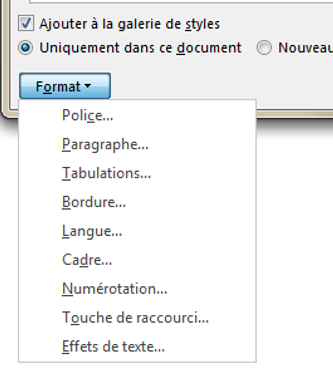 Ajouter à la galerie de styles
Uniquement dans ce document Nouveau
Format
Police...
Paragraphe...
Tabulations...
Bordure...
Langue...
Cadre...
Numérotation...
Touche de raccourci...
Effets de texte...